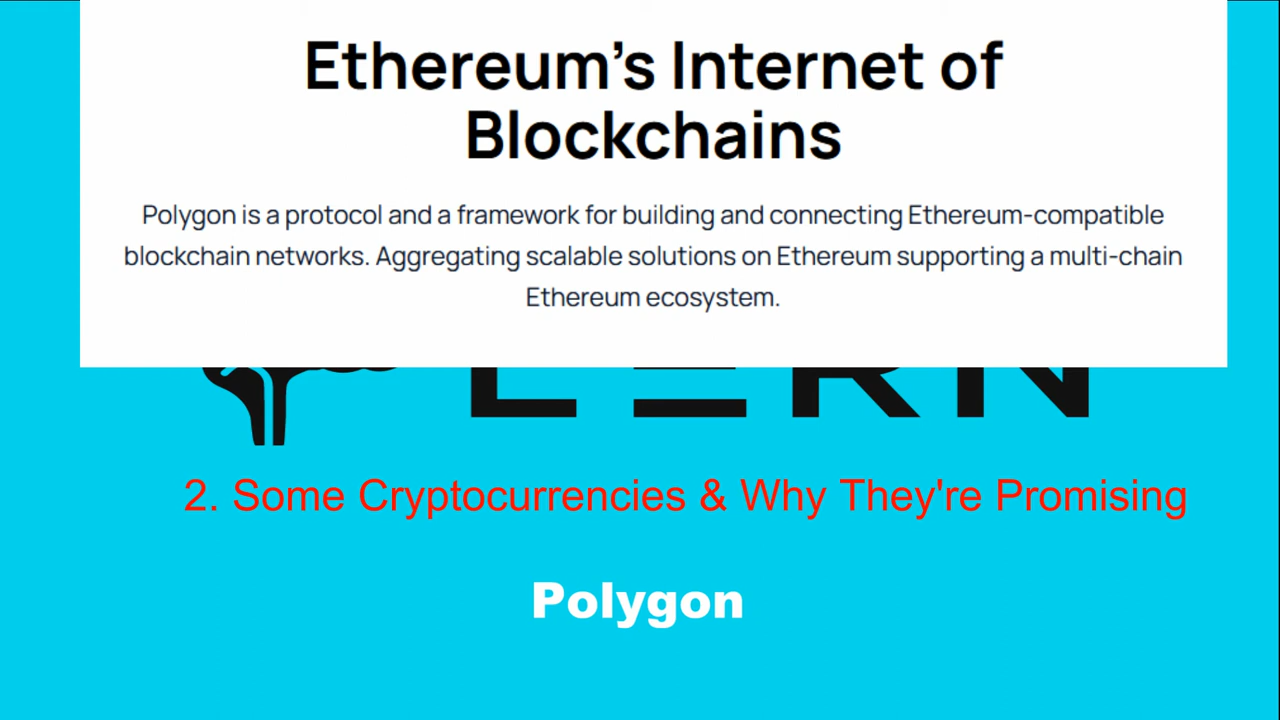 Ethereum’s Internet of
Blockchains
Polygon is a protocol and a framework for building and connecting Ethereum-compatible
blockchain networks. Aggregating scalable solutions on Ethereum supporting a multi-chain
Ethereum ecosystem.
2. Some Cryptocurrencies & Why They're Promising
Polygon